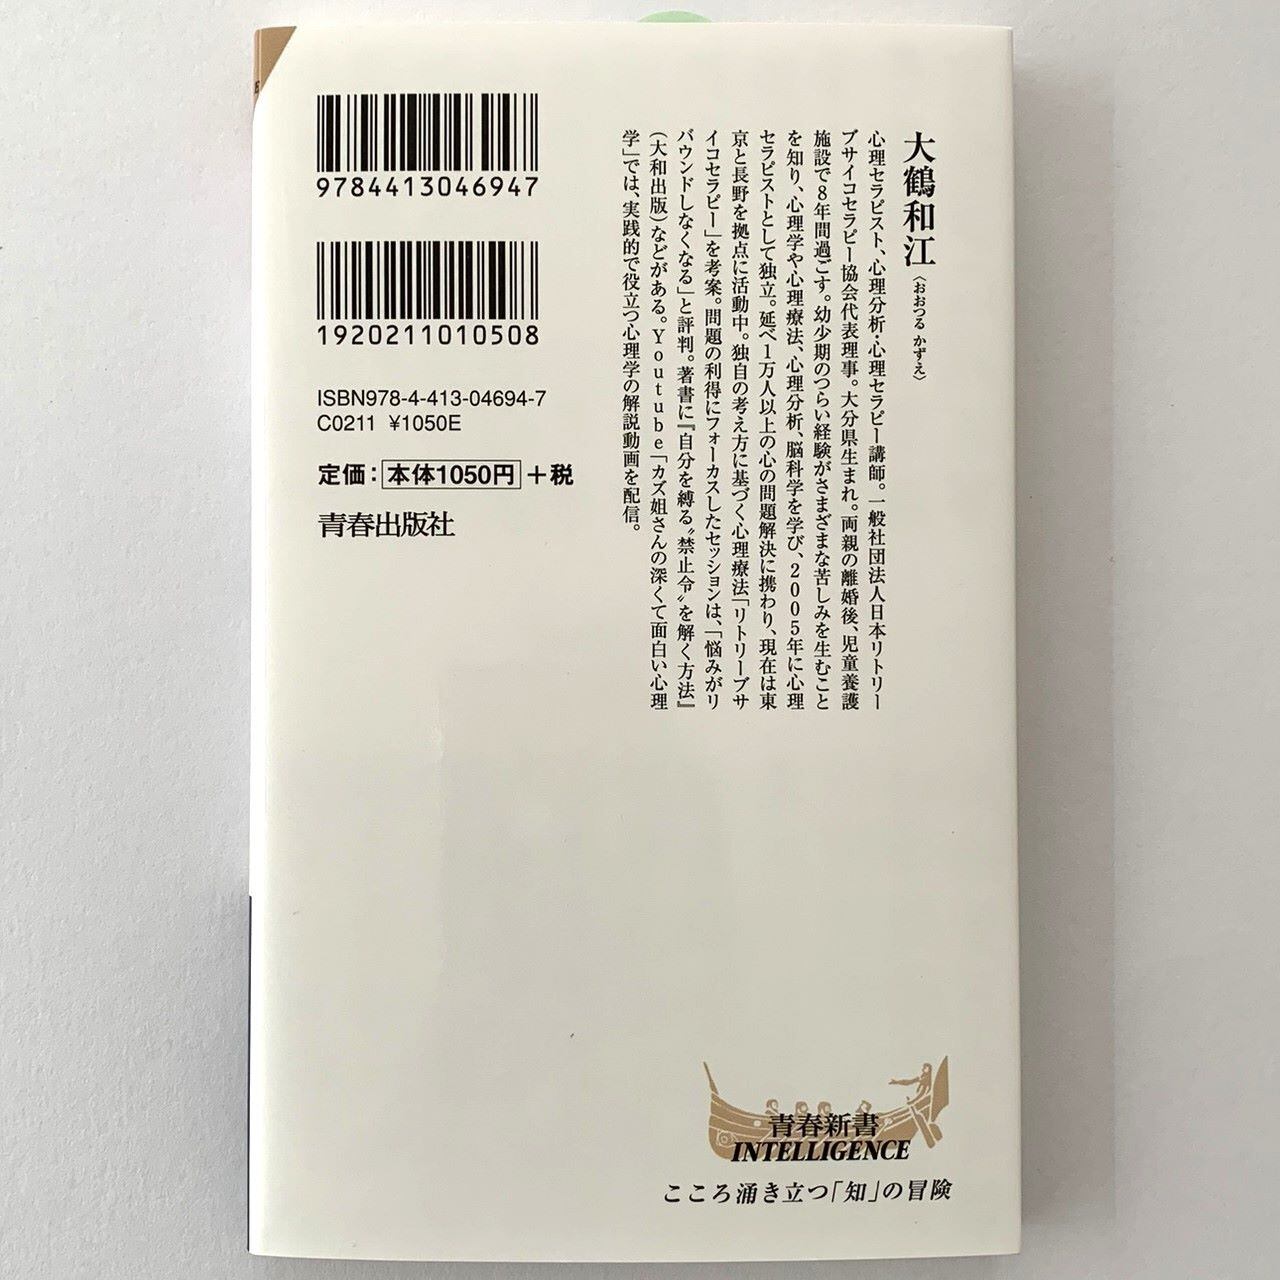 大鶴和江
〈おおつる かずえ〉
心理セラピスト、心理分析・心理セラピー講師。一般社団法人日本リトリー
ブサイコセラピー協会代表理事。大分県生まれ。両親の離婚後、児童養護
施設で8年間過ごす。幼少期のつらい経験がさまざまな苦しみを生むこと
を知り、心理学や心理療法、心理分析、脳科学を学び、2005年に心理
セラピストとして独立。延べ1万人以上の心の問題解決に携わり、現在は東
京と長野を拠点に活動中。独自の考え方に基づく心理療法「リトリーブサ
イコセラピー」を考案。問題の利得にフォーカスしたセッションは、「悩みがリ
バウンドしなくなる」と評判。著書に『自分を縛る〝禁止令〟を解く方法』
(大和出版)などがある。Youtube「カズ姐さんの深くて面白い心理
学」では、実践的で役立つ心理学の解説動画を配信。
9784413046947
1920211010508
ISBN978-4-413-04694-7
C0211 ¥1050E
定価:本体1050円+税
青春出版社
青春新書
INTELLIGENCE
こころ涌き立つ「知」の冒険